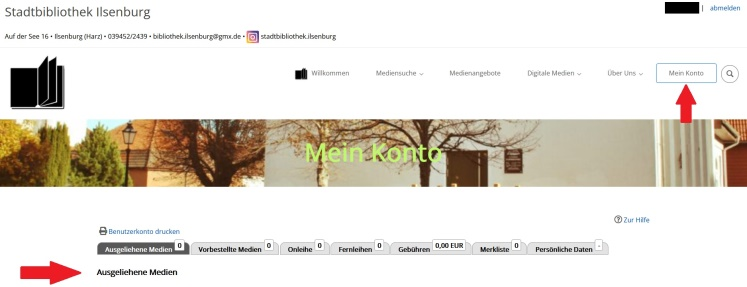 Stadtbibliothek Ilsenburg
| abmelden
Auf der See 16 • Ilsenburg (Harz) • 039452/2439 • bibliothek.ilsenburg@gmx.de • stadtbibliothek.ilsenburg
Willkommen Mediensuche Medienangebote Digitale Medien Über Uns Mein Konto
Mein Konto
Zur Hilfe
Benutzerkonto drucken
Ausgeliehene Medien 0 Vorbestellte Medien 0 Onleihe 0 Fernleihen 0 Gebühren 0,00 EUR Merkliste 0 Persönliche Daten -
Ausgeliehene Medien